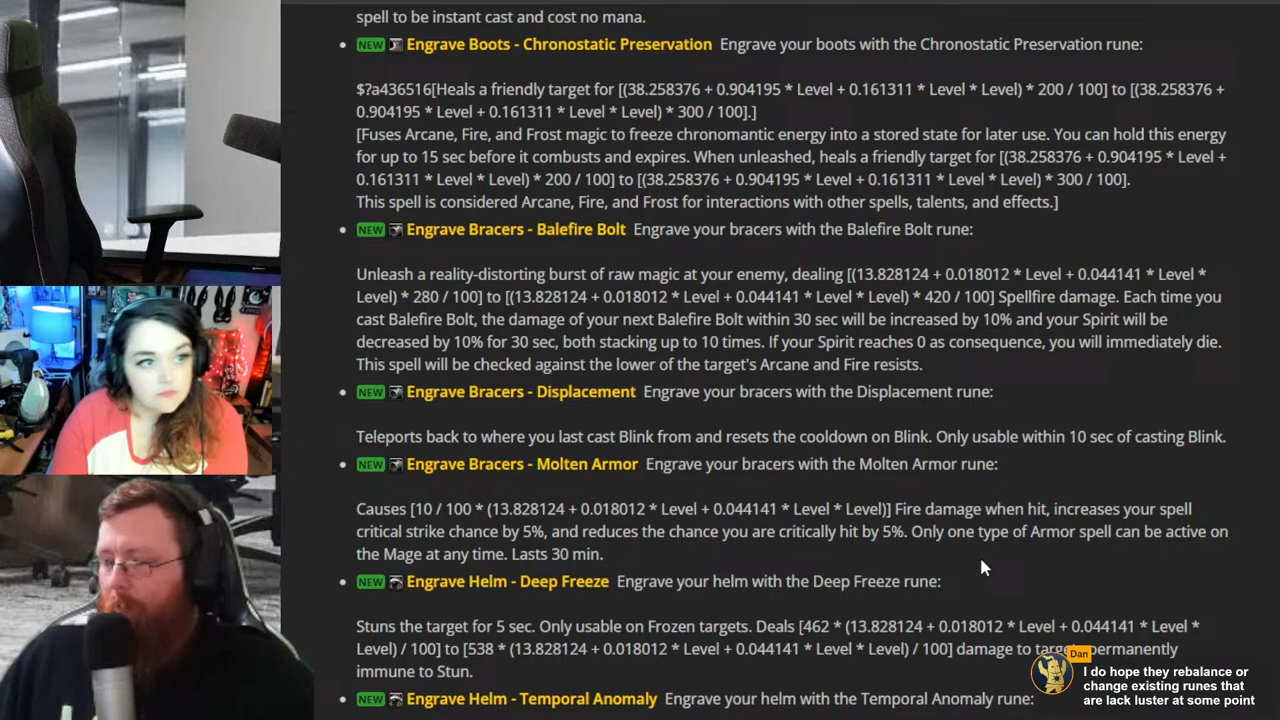 spell to be instant cast and cost no mana.
NEW Engrave Boots - Chronostatic Preservation Engrave your boots with the Chronostatic Preservation rune:
$?a436516[Heals a friendly target for [(38.258376 + 0.904195 * Level + 0.161311 * Level * Level) * 200 / 100] to [(38.258376 +
0.904195 * Level + 0.161311 * Level * Level) * 300 / 100].]
[Fuses Arcane, Fire, and Frost magic to freeze chronomantic energy into a stored state for later use. You can hold this energy
for up to 15 sec before it combusts and expires. When unleashed, heals a friendly target for [(38.258376 + 0.904195 * Level +
0.161311 * Level * Level) * 200 / 100] to [(38.258376 + 0.904195 * Level + 0.161311 * Level * Level) * 300 / 100].
This spell is considered Arcane, Fire, and Frost for interactions with other spells, talents, and effects.]
NEW Engrave Bracers - Balefire Bolt Engrave your bracers with the Balefire Bolt rune:
Unleash a reality-distorting burst of raw magic at your enemy, dealing [(13.828124 + 0.018012 * Level + 0.044141 * Level *
Level) * 280 / 100] to [(13.828124 + 0.018012 * Level + 0.044141 * Level * Level) * 420 / 100] Spellfire damage. Each time you
cast Balefire Bolt, the damage of your next Balefire Bolt within 30 sec will be increased by 10% and your Spirit will be
decreased by 10% for 30 sec, both stacking up to 10 times. If your Spirit reaches 0 as consequence, you will immediately die.
This spell will be checked against the lower of the target's Arcane and Fire resists.
NEW Engrave Bracers - Displacement Engrave your bracers with the Displacement rune:
Teleports back to where you last cast Blink from and resets the cooldown on Blink. Only usable within 10 sec of casting Blink.
NEW Engrave Bracers - Molten Armor Engrave your bracers with the Molten Armor rune:
Causes [10 / 100 * (13.828124 + 0.018012 * Level + 0.044141 * Level * Level)] Fire damage when hit, increases your spell
critical strike chance by 5%, and reduces the chance you are critically hit by 5%. Only one type of Armor spell can be active on
the Mage at any time. Lasts 30 min.
NEW Engrave Helm - Deep Freeze Engrave your helm with the Deep Freeze rune:
Stuns the target for 5 sec. Only usable on Frozen targets. Deals [462 * (13.828124 + 0.018012 * Level + 0.044141 * Level *
Level) / 100] to [538 * (13.828124 + 0.018012 * Level + 0.044141 * Level * Level) / 100] damage to permanently
immune to Stun.
NEW Engrave Helm - Temporal Anomaly Engrave your helm with the Temporal Anomaly rune:
Dan
I do hope they rebalance or
change existing runes that
are lack luster at some point